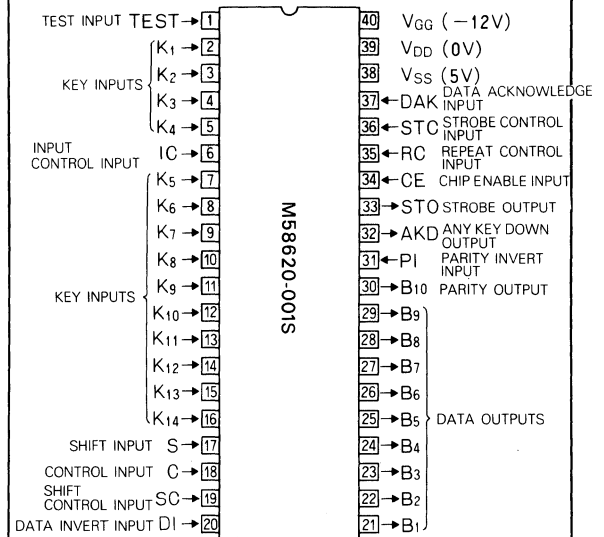 TEST INPUT TEST 1
K1 2
K2 3
KEY INPUTS
K3 4
K4 5
INPUT
CONTROL INPUT IC 6
K5 7
K6 8
K7 9
K8 10
K9 11
KEY INPUTS
K10 12
K11 13
K12 14
K13 15
K14 16
SHIFT INPUT S 17
CONTROL INPUT C 18
SHIFT
CONTROL INPUT SC 19
DATA INVERT INPUT DI 20
M58620-001S
40 VGG (−12V)
39 VDD (0V)
38 VSS (5V)
37 DAK DATA ACKNOWLEDGE
INPUT
36 STC STROBE CONTROL
INPUT
35 RC REPEAT CONTROL
INPUT
34 CE CHIP ENABLE INPUT
33 STO STROBE OUTPUT
32 AKD ANY KEY DOWN
OUTPUT
31 PI PARITY INVERT
INPUT
30 B10 PARITY OUTPUT
29 B9
28 B8
27 B7
26 B6
25 B5 DATA OUTPUTS
24 B4
23 B3
22 B2
21 B1